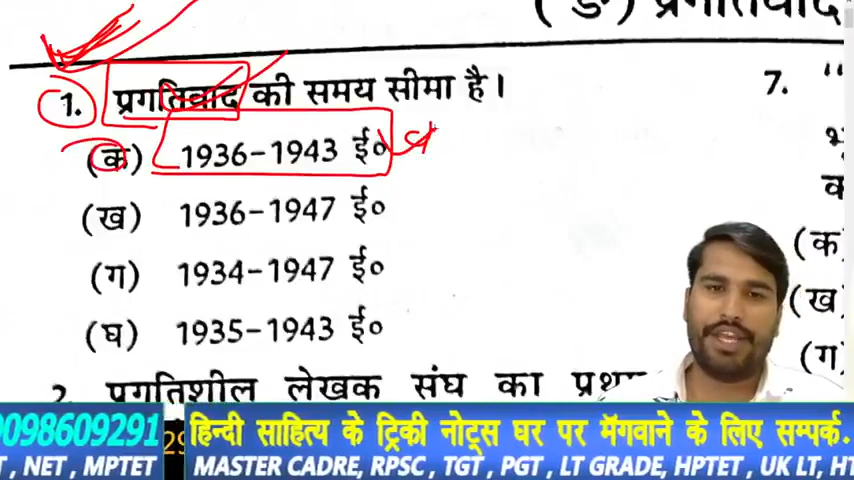 (ङ) प्रगतिवाद
1. प्रगतिवाद की समय सीमा है।
(क) 1936-1943 ई०
(ख) 1936-1947 ई०
(ग) 1934-1947 ई०
(घ) 1935-1943 ई०
2. प्रगतिशील लेखक संघ का
7. "
(क
(ख
(ग
9098609291
हिन्दी साहित्य के ट्रिकी नोट्स घर पर मँगवाने के लिए सम्पर्क.
T , NET , MPTET
MASTER CADRE, RPSC , TGT , PGT , LT GRADE, HPTET , UK LT, HT